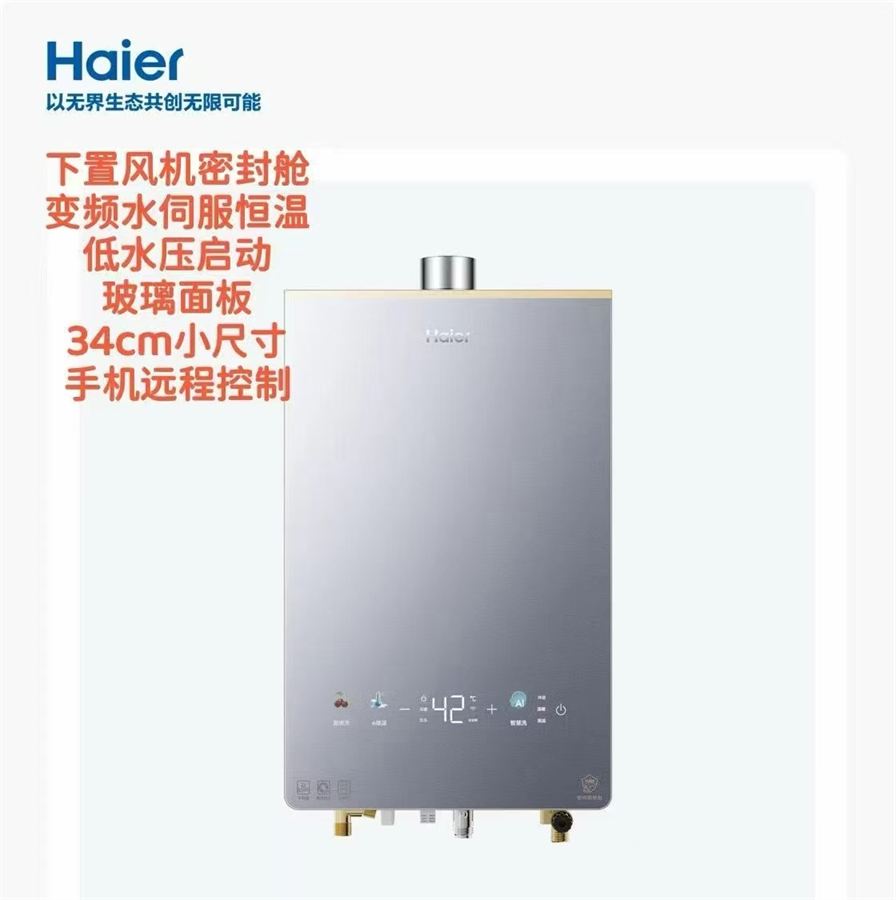 Haier
以无界生态共创无限可能
下置风机密封舱
变频水伺服恒温
低水压启动
玻璃面板
34cm小尺寸
手机远程控制
Haier
42
℃
AI
智慧洗